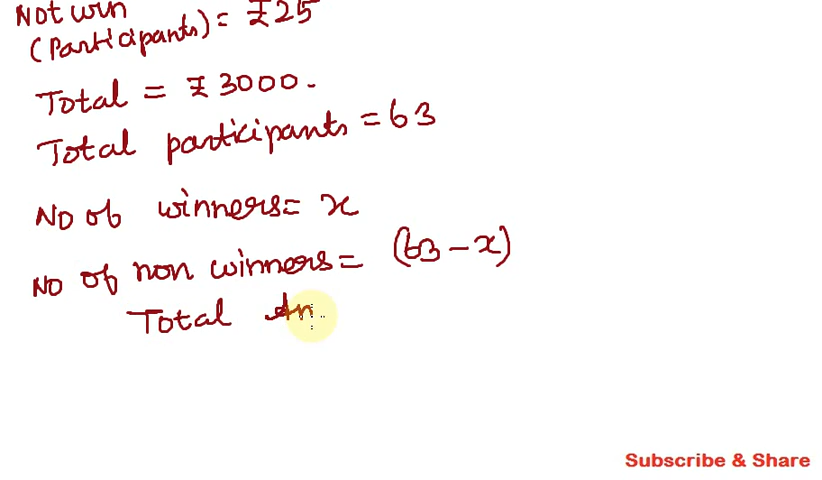 Not win
(Participants) = ₹25
Total = ₹3000.
Total participants = 63
No of winners = x
No of non winners = (63 - x)
Total Am
Subscribe & Share